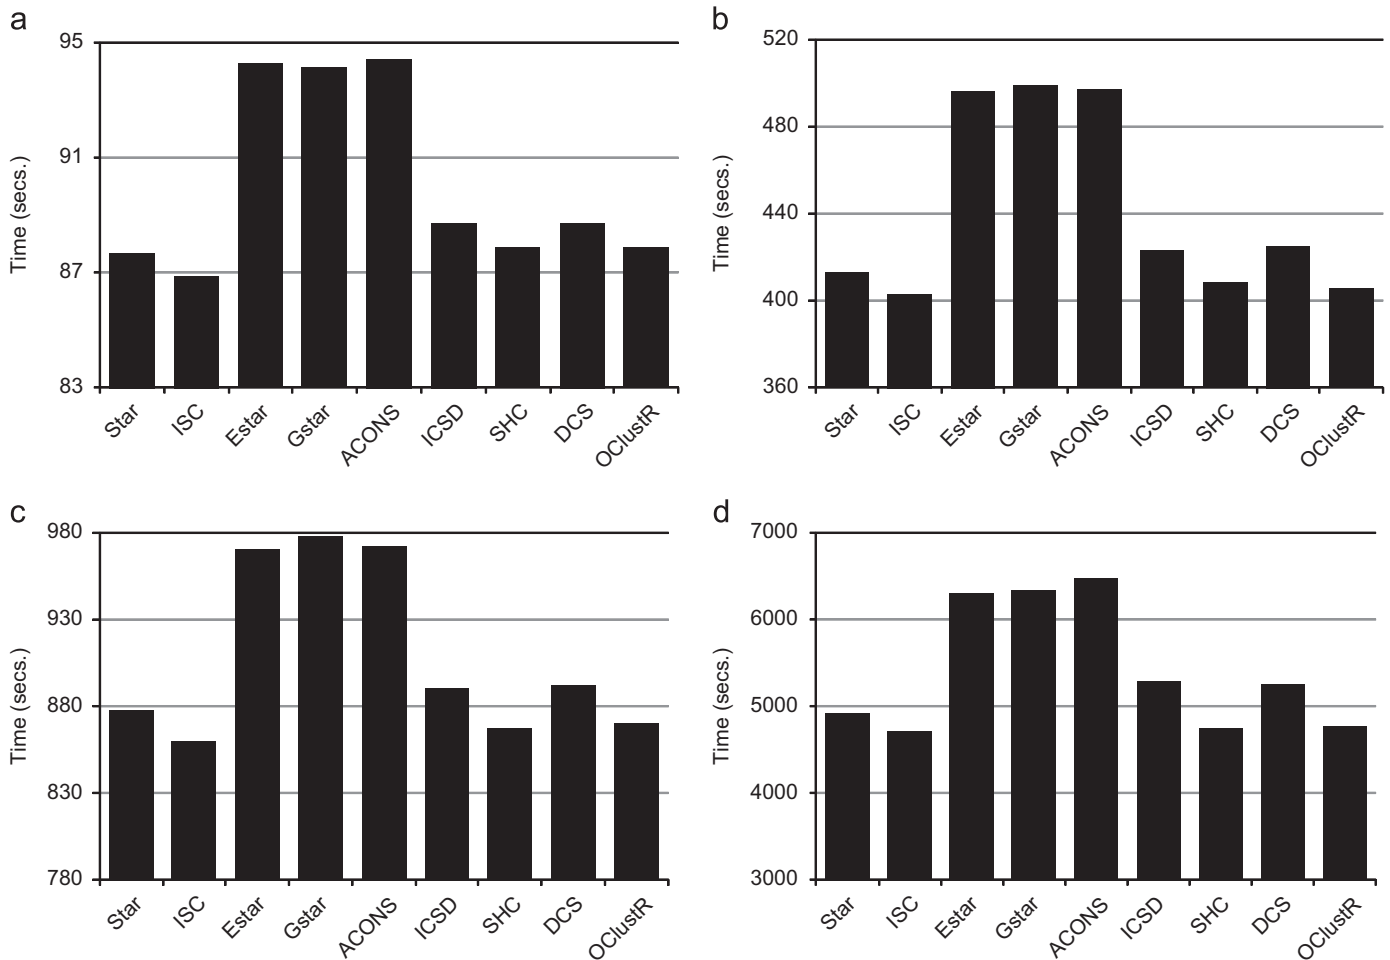 a
95
91
87
83
Time (secs.)
Star
ISC
Estar
Gstar
ACONS
ICSD
SHC
DCS
OClustR
b
520
480
440
400
360
Time (secs.)
Star
ISC
Estar
Gstar
ACONS
ICSD
SHC
DCS
OClustR
c
980
930
880
830
780
Time (secs.)
Star
ISC
Estar
Gstar
ACONS
ICSD
SHC
DCS
OClustR
d
7000
6000
5000
4000
3000
Time (secs.)
Star
ISC
Estar
Gstar
ACONS
ICSD
SHC
DCS
OClustR